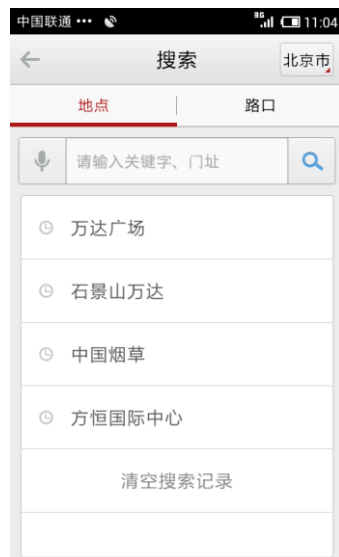 中国联通 ••• 3G 11:04
搜索 北京市
地点 路口
请输入关键字、门址
万达广场
石景山万达
中国烟草
方恒国际中心
清空搜索记录